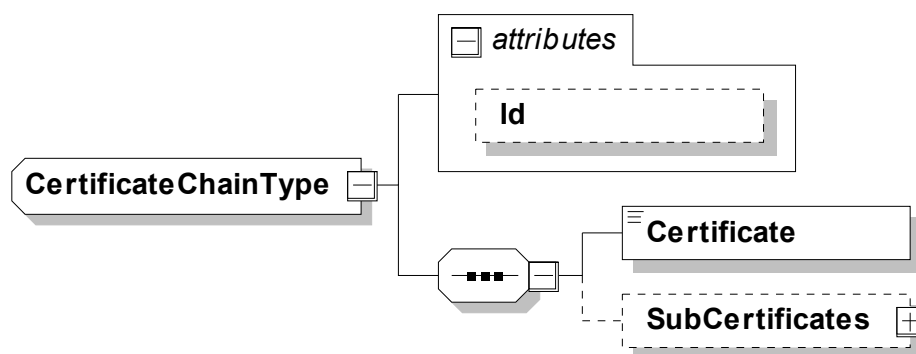 attributes
Id
CertificateChainType
Certificate
SubCertificates